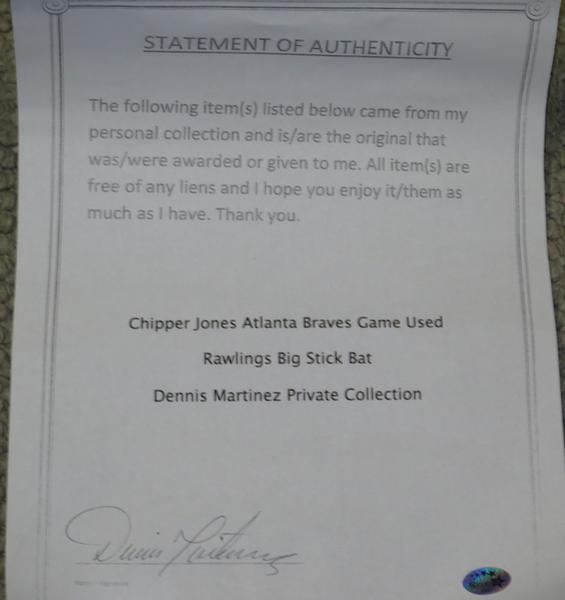 STATEMENT OF AUTHENTICITY
The following item(s) listed below came from my
personal collection and is/are the original that
was/were awarded or given to me. All item(s) are
free of any liens and I hope you enjoy it/them as
much as I have. Thank you.
Chipper Jones Atlanta Braves Game Used
Rawlings Big Stick Bat
Dennis Martinez Private Collection
Dennis Martinez